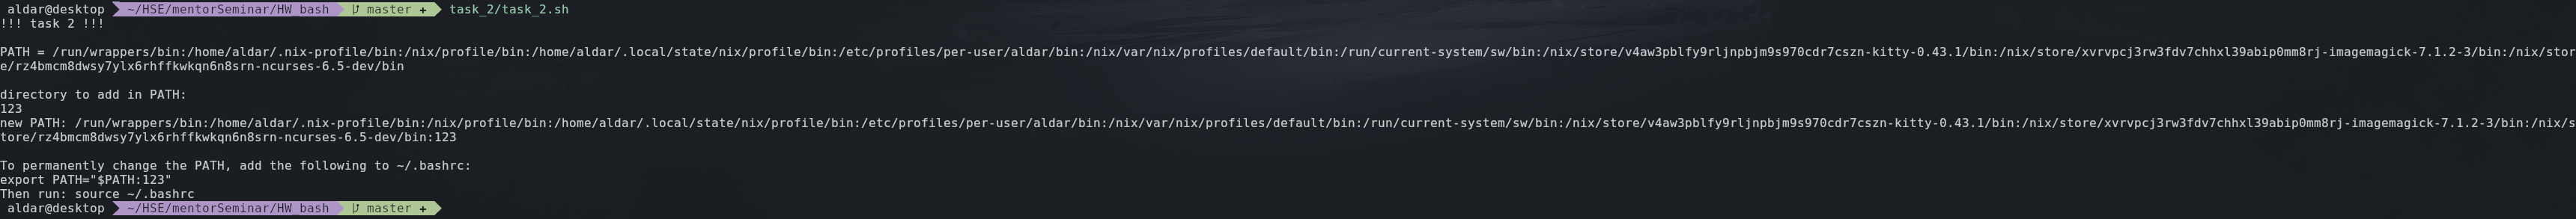 aldar@desktop ~/HSE/mentorSeminar/HW_bash master + task_2/task_2.sh
!!! task 2 !!!
PATH = /run/wrappers/bin:/home/aldar/.nix-profile/bin:/nix/profile/bin:/home/aldar/.local/state/nix/profile/bin:/etc/profiles/per-user/aldar/bin:/nix/var/nix/profiles/default/bin:/run/current-system/sw/bin:/nix/store/v4aw3pblfy9rljnpbjm9s970cdr7cszn-kitty-0.43.1/bin:/nix/store/xvrvpcj3rw3fdv7chhxl39abip0mm8rj-imagemagick-7.1.2-3/bin:/nix/stor
e/rz4bmcm8dwsy7ylx6rhffkwkqn6n8srn-ncurses-6.5-dev/bin
directory to add in PATH:
123
new PATH: /run/wrappers/bin:/home/aldar/.nix-profile/bin:/nix/profile/bin:/home/aldar/.local/state/nix/profile/bin:/etc/profiles/per-user/aldar/bin:/nix/var/nix/profiles/default/bin:/run/current-system/sw/bin:/nix/store/v4aw3pblfy9rljnpbjm9s970cdr7cszn-kitty-0.43.1/bin:/nix/store/xvrvpcj3rw3fdv7chhxl39abip0mm8rj-imagemagick-7.1.2-3/bin:/nix/s
tore/rz4bmcm8dwsy7ylx6rhffkwkqn6n8srn-ncurses-6.5-dev/bin:123
To permanently change the PATH, add the following to ~/.bashrc:
export PATH="$PATH:123"
Then run: source ~/.bashrc
aldar@desktop ~/HSE/mentorSeminar/HW_bash master +